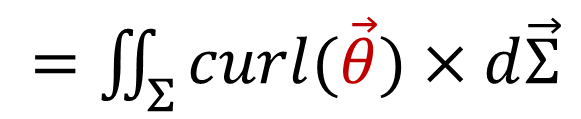 = ∬_Σ curl(θ⃗) × dΣ⃗